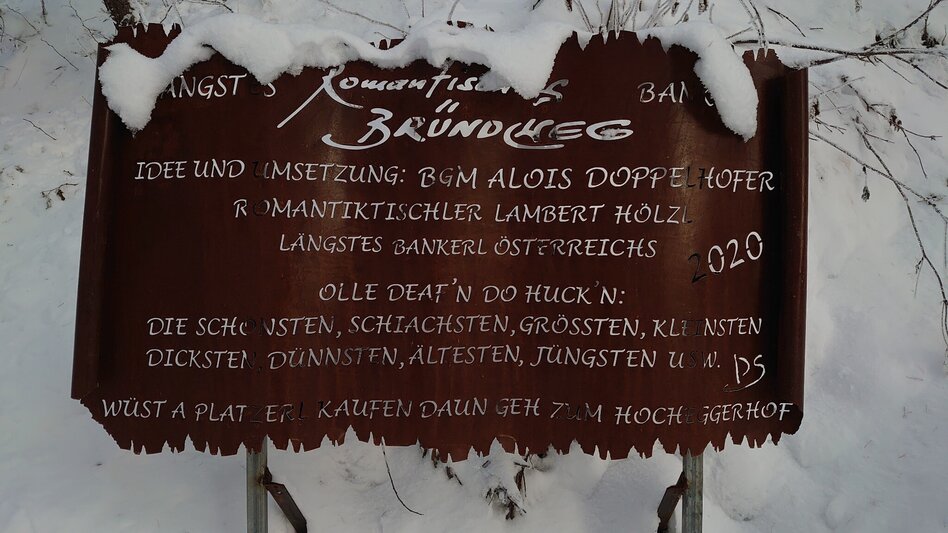 Romantisches
BRÜNDLWEG
IDEE UND UMSETZUNG: BGM ALOIS DOPPELHOFER
ROMANTIKTISCHLER LAMBERT HÖLZL
LÄNGSTES BANKERL ÖSTERREICHS
2020
OLLE DEAF'N DO HUCK'N:
DIE SCHÖNSTEN, SCHIACHSTEN, GRÖSSTEN, KLEINSTEN
DICKSTEN, DÜNNSTEN, ÄLTESTEN, JÜNGSTEN USW.
WÜST A PLATZERL KAUFEN DAUN GEH ZUM HOCHEGGERHOF